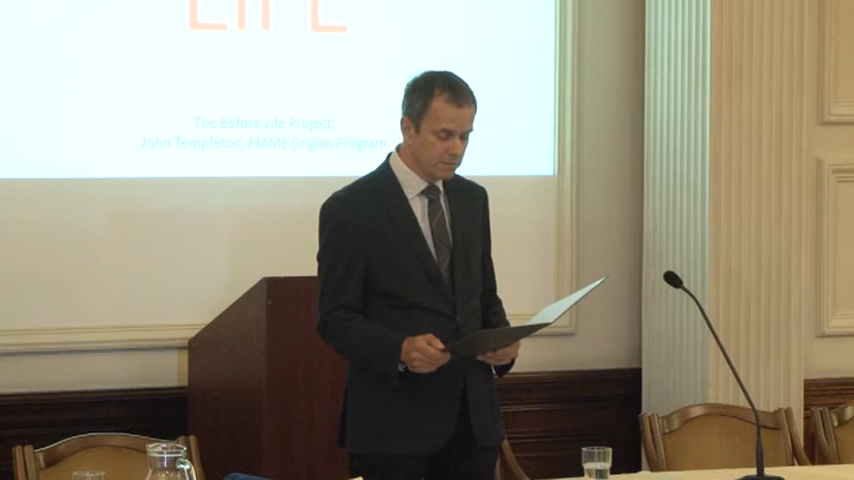 LIFE
The Before Life Project:
John Templeton, FfAME Origins Program